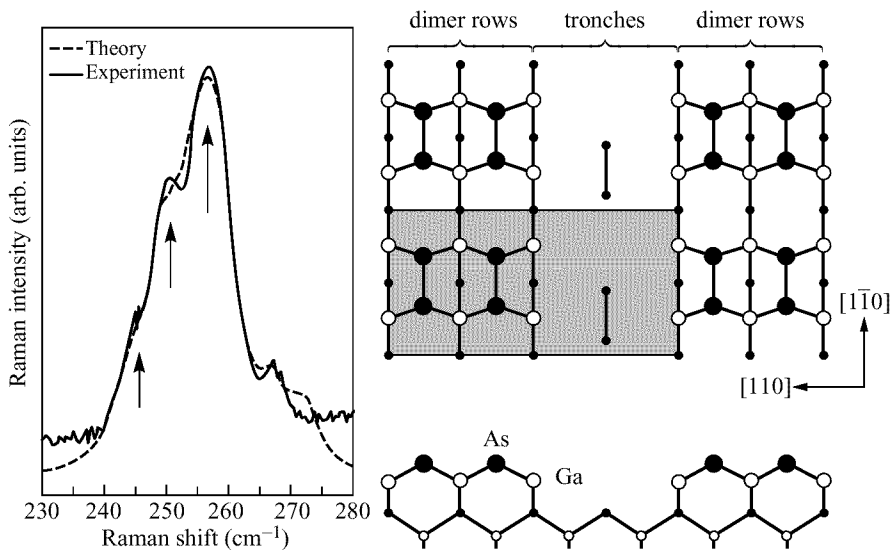 Theory
Experiment
Raman intensity (arb. units)
230 240 250 260 270 280
Raman shift (cm⁻¹)
dimer rows tronches dimer rows
[11̄0]
[110]
As
Ga